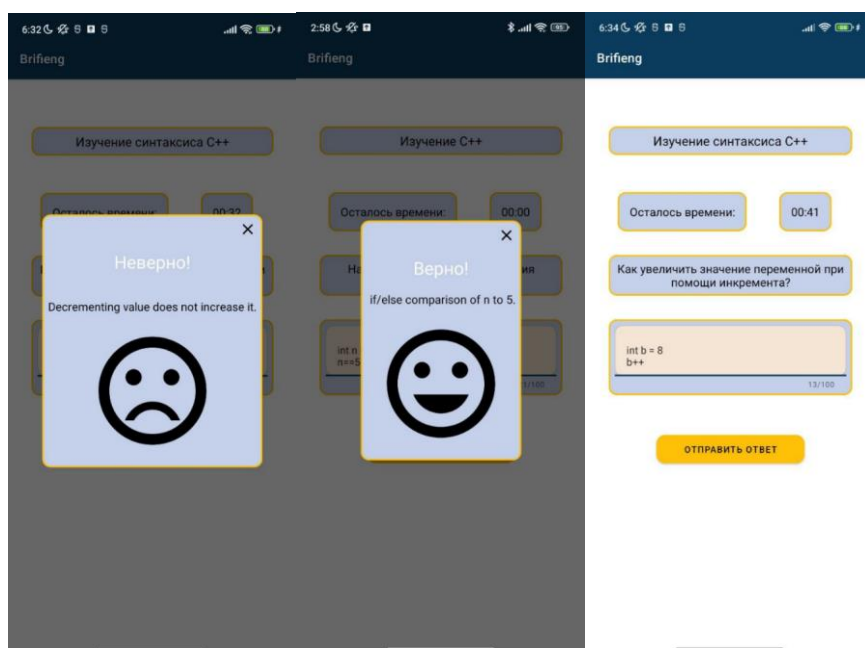 6:32
Brifieng
Изучение синтаксиса C++
Осталось времени:
00:32
Неверно!
Decrementing value does not increase it.
2:58
Brifieng
Изучение C++
Осталось времени:
00:00
Верно!
if/else comparison of n to 5.
int n
n==5
1/100
6:34
Brifieng
Изучение синтаксиса C++
Осталось времени:
00:41
Как увеличить значение переменной при
помощи инкремента?
int b = 8
b++
13/100
ОТПРАВИТЬ ОТВЕТ